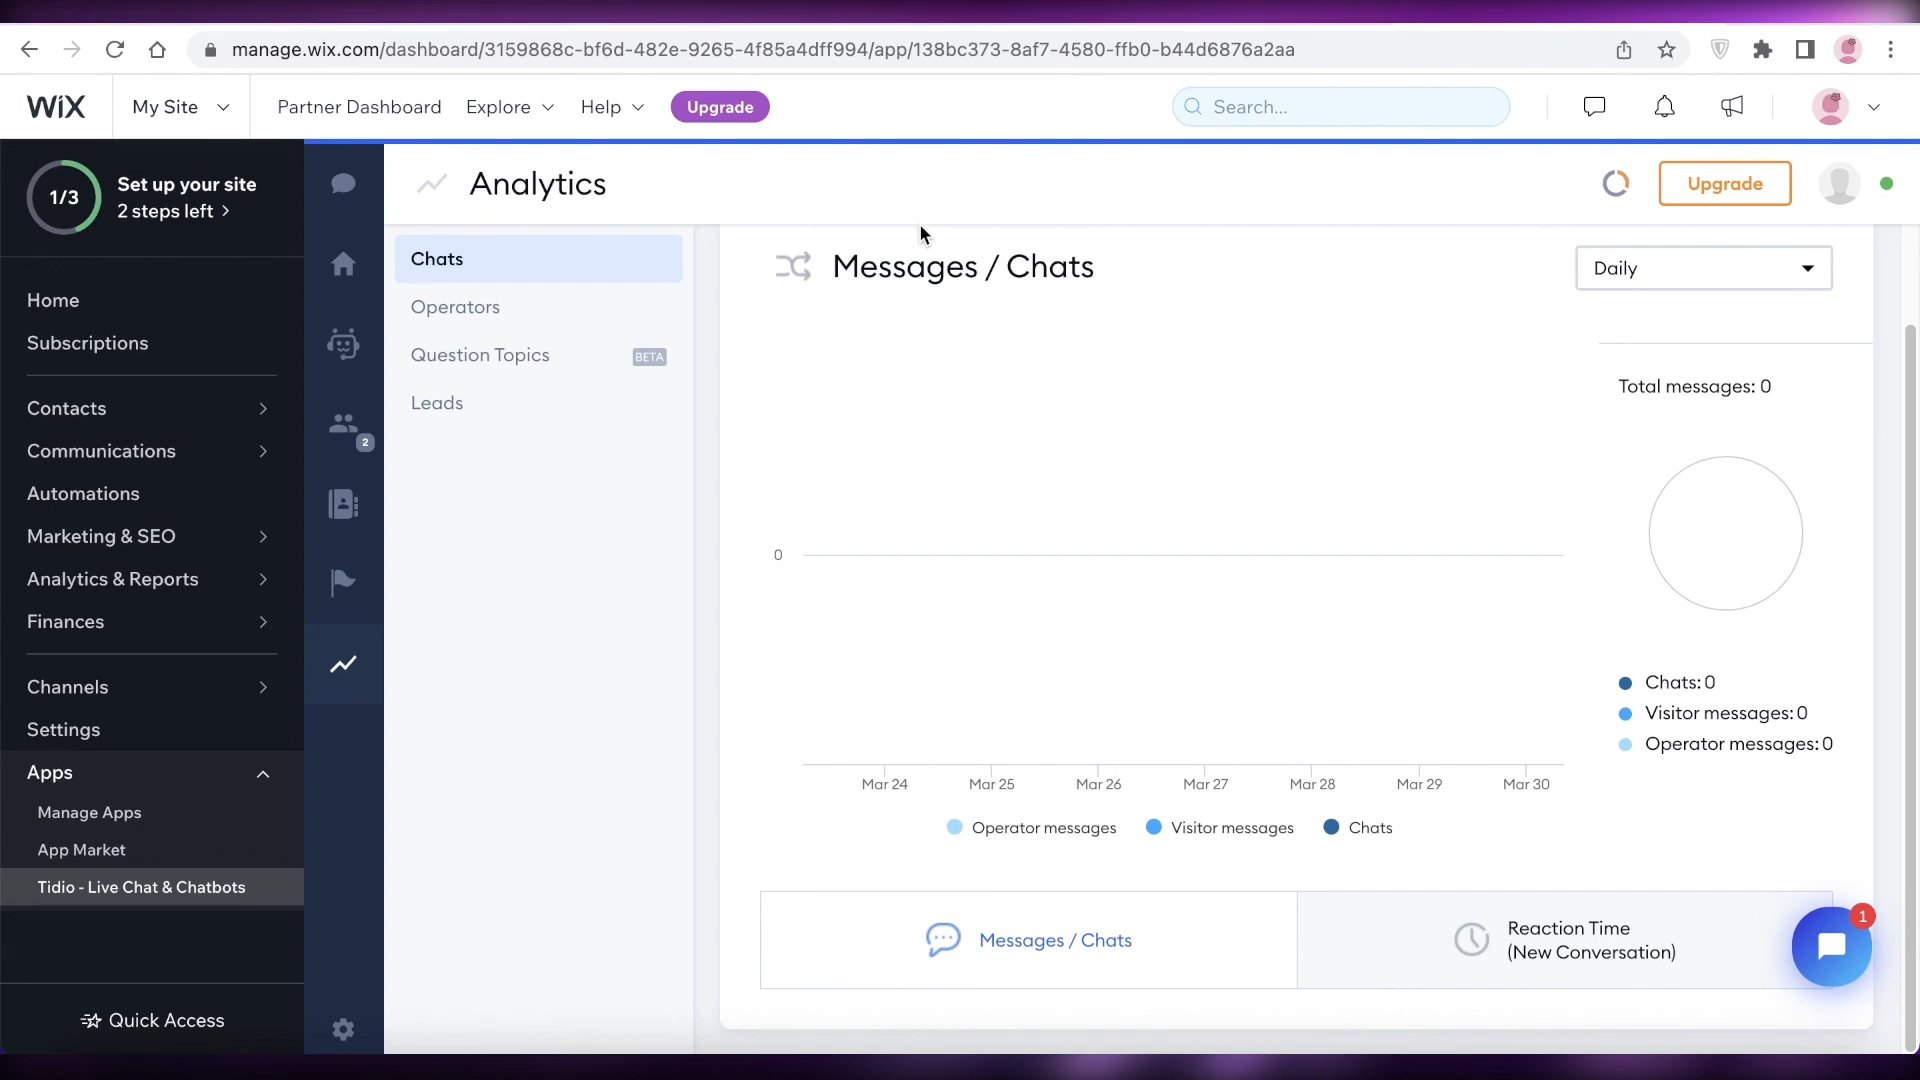 manage.wix.com/dashboard/3159868c-bf6d-482e-9265-4f85a4dff994/app/138bc373-8af7-4580-ffb0-b44d6876a2aa
WiX
My Site
Partner Dashboard
Explore
Help
Upgrade
Search...
1/3
Set up your site
2 steps left
Home
Subscriptions
Contacts
Communications
Automations
Marketing & SEO
Analytics & Reports
Finances
Channels
Settings
Apps
Manage Apps
App Market
Tidio - Live Chat & Chatbots
Quick Access
2
Analytics
Upgrade
Chats
Operators
Question Topics
BETA
Leads
Messages / Chats
Daily
Total messages: 0
0
Chats: 0
Visitor messages: 0
Operator messages: 0
Mar 24
Mar 25
Mar 26
Mar 27
Mar 28
Mar 29
Mar 30
Operator messages
Visitor messages
Chats
Messages / Chats
Reaction Time
(New Conversation)
1